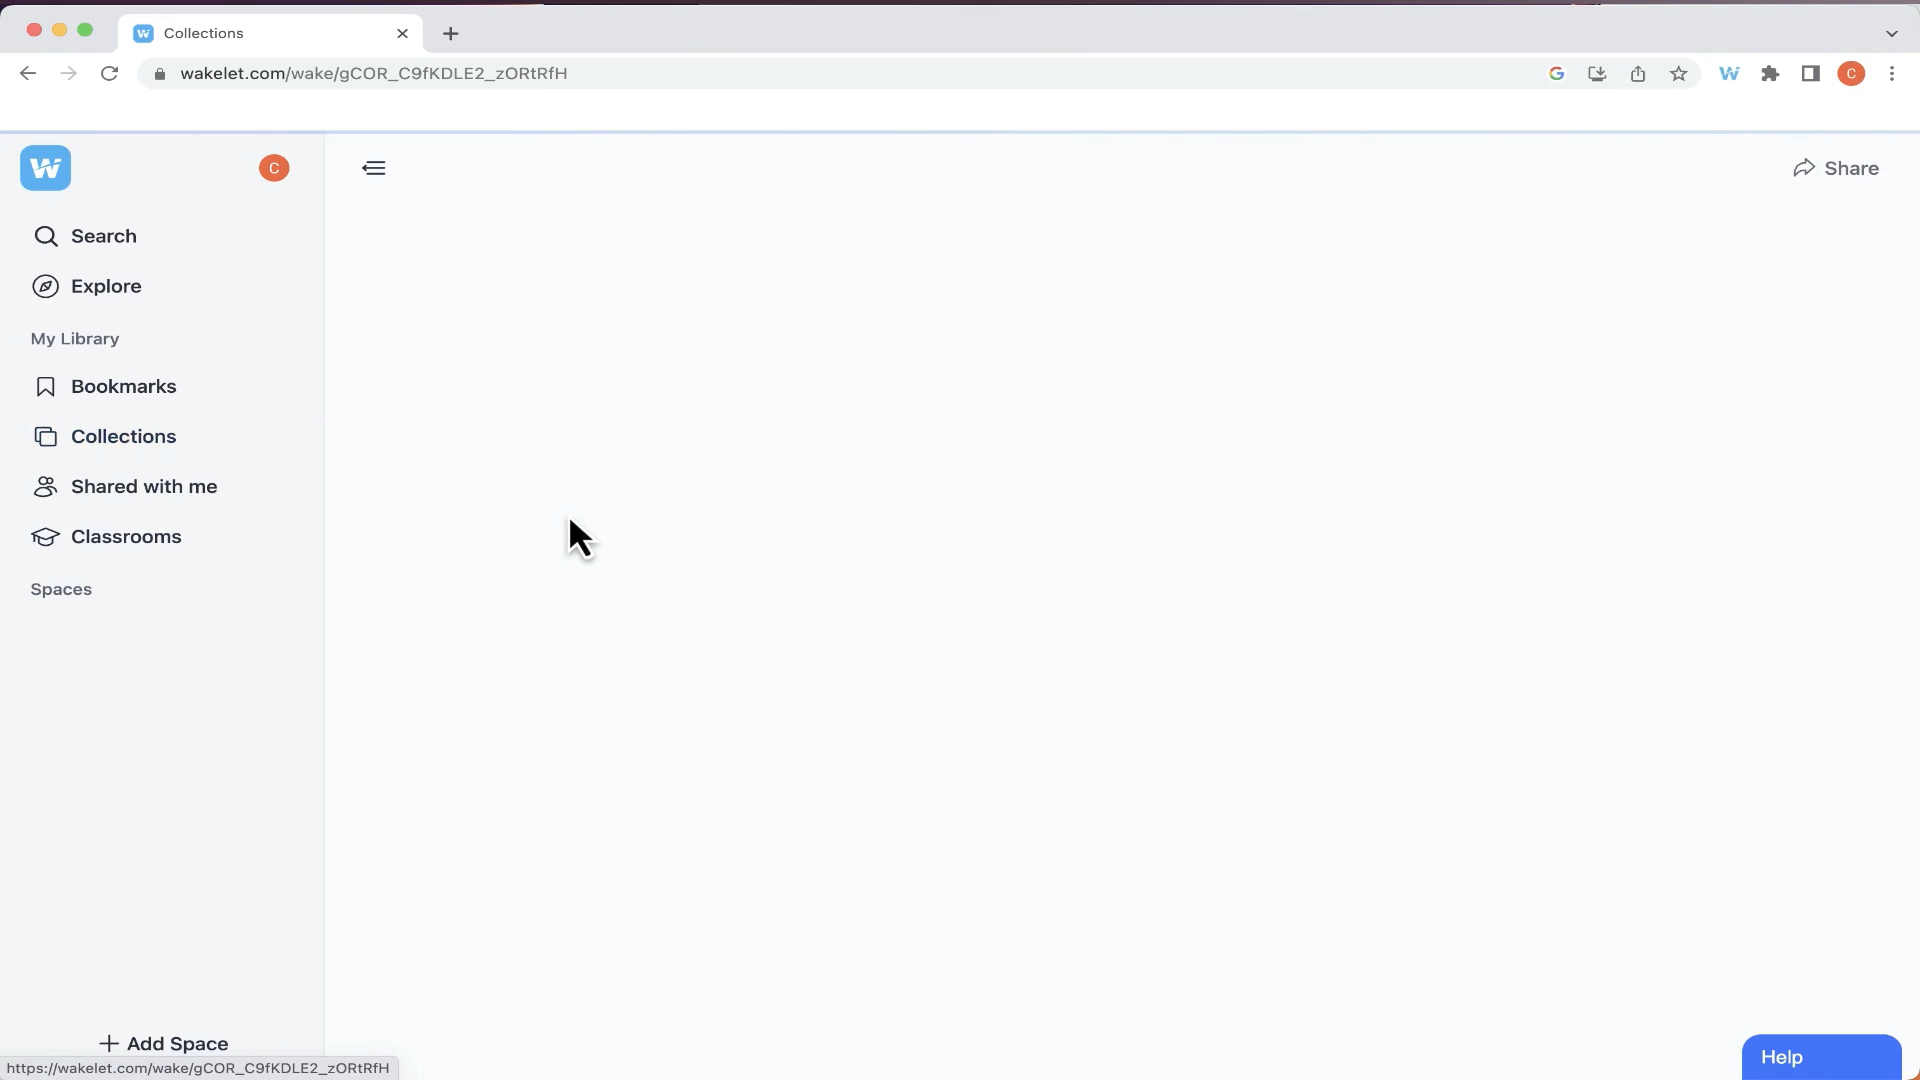 Collections
wakelet.com/wake/gCOR_C9fKDLE2_zORtRfH
C
C
Share
Search
Explore
My Library
Bookmarks
Collections
Shared with me
Classrooms
Spaces
Add Space
https://wakelet.com/wake/gCOR_C9fKDLE2_zORtRfH
Help